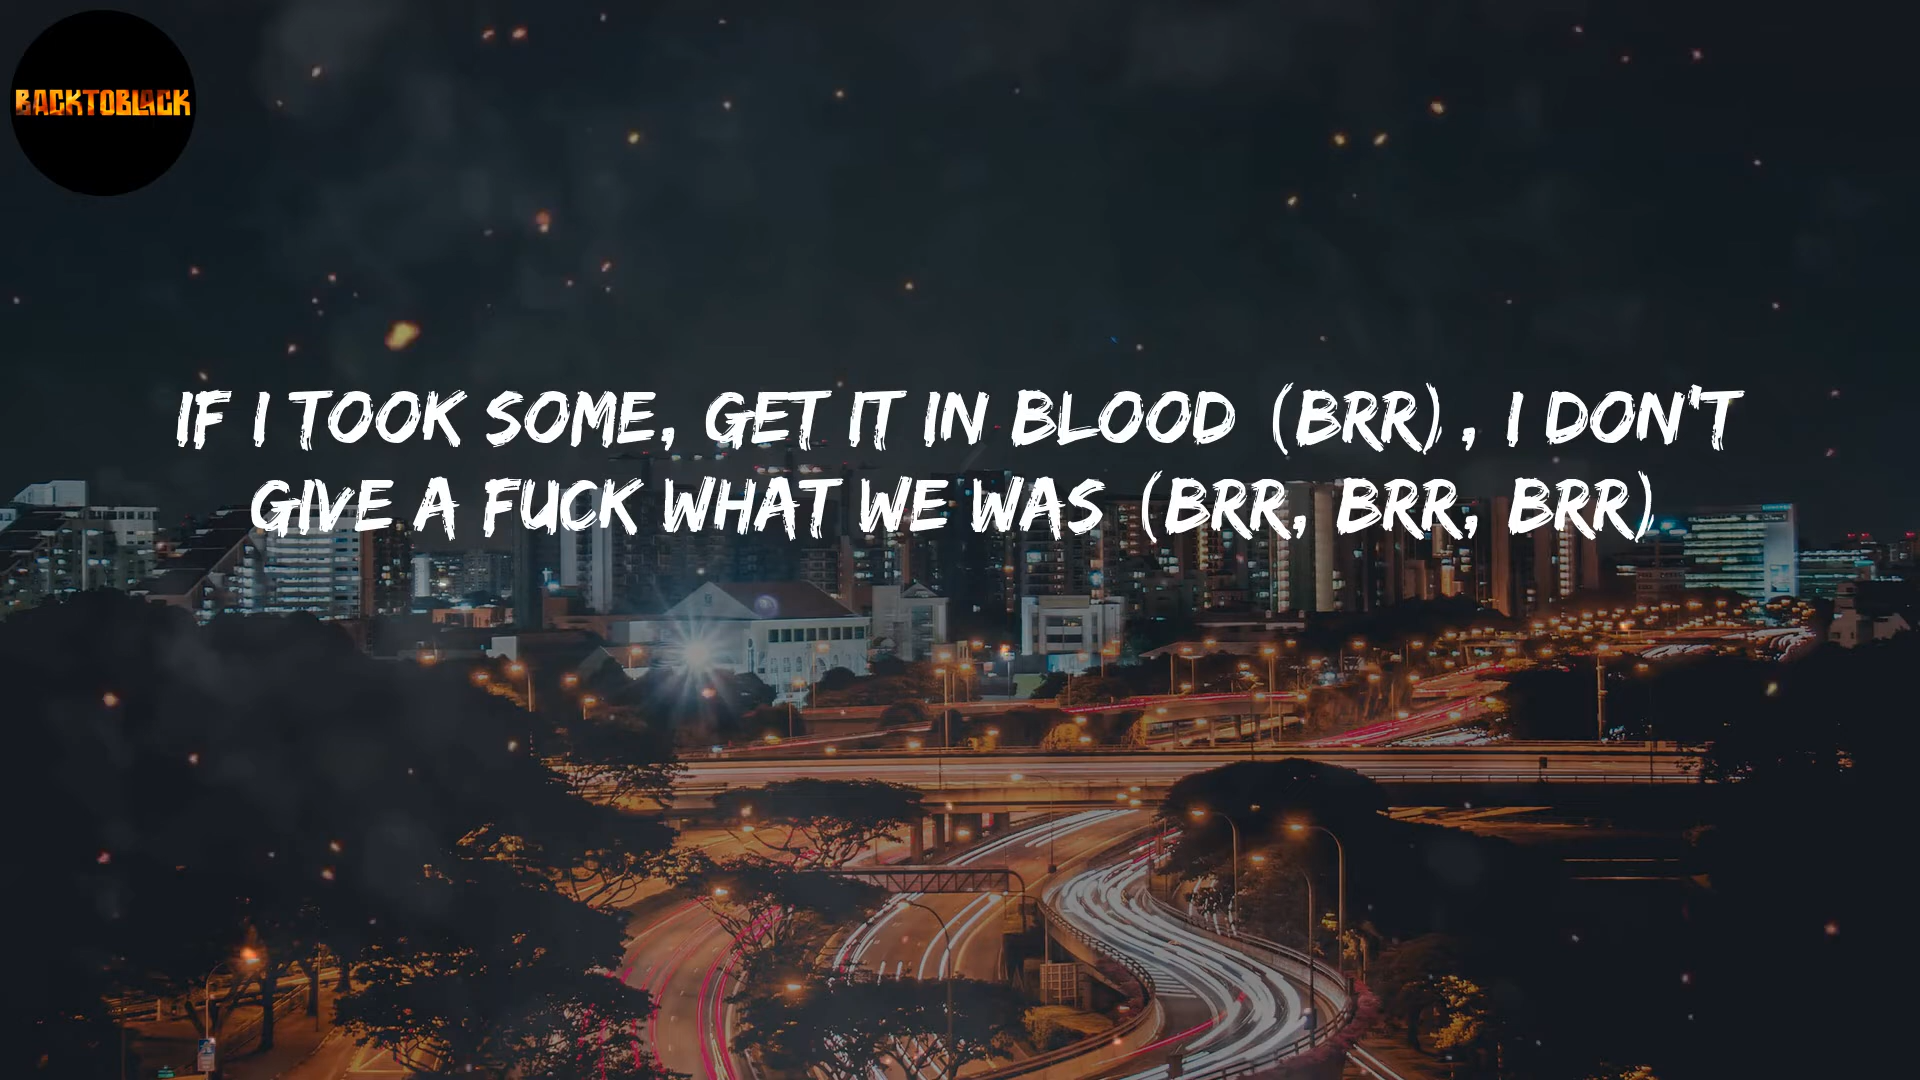 BACKTOBLACK
IF I TOOK SOME, GET IT IN BLOOD (BRR), I DON'T
GIVE A FUCK WHAT WE WAS (BRR, BRR, BRR)